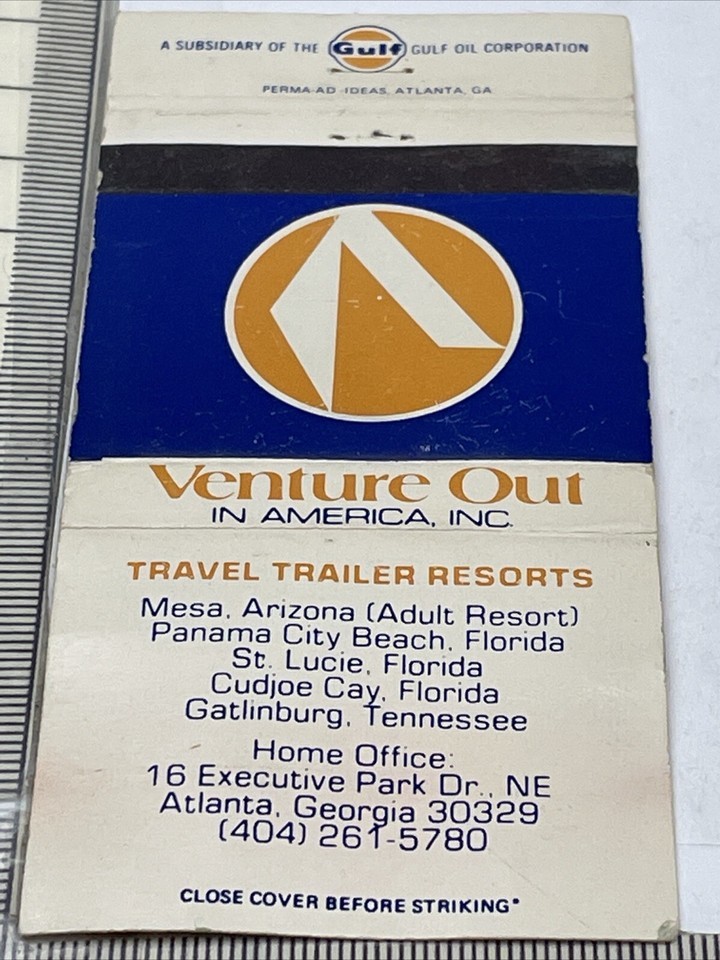 A SUBSIDIARY OF THE Gulf GULF OIL CORPORATION
PERMA-AD IDEAS, ATLANTA, GA
Venture Out
IN AMERICA, INC.
TRAVEL TRAILER RESORTS
Mesa, Arizona (Adult Resort)
Panama City Beach, Florida
St. Lucie, Florida
Cudjoe Cay, Florida
Gatlinburg, Tennessee
Home Office:
16 Executive Park Dr., NE
Atlanta, Georgia 30329
(404) 261-5780
CLOSE COVER BEFORE STRIKING